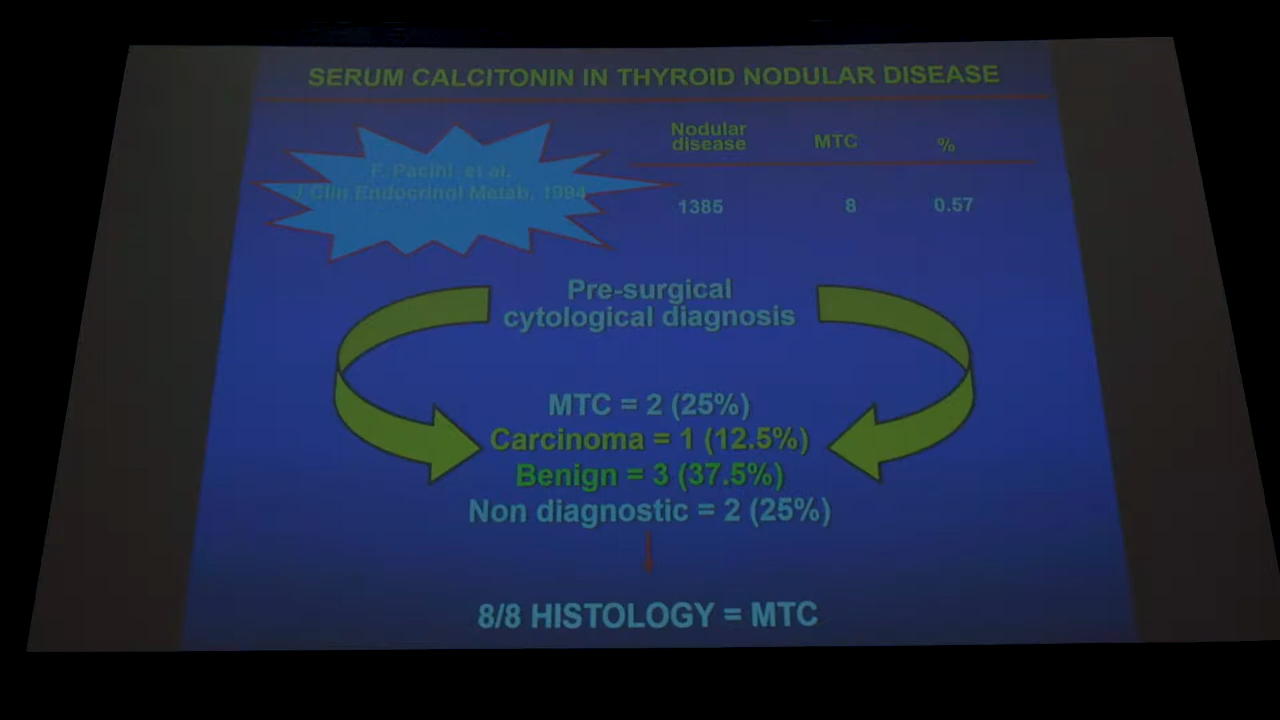 SERUM CALCITONIN IN THYROID NODULAR DISEASE
F. Pacini et al.
J Clin Endocrinol Metab, 1994
Nodular disease MTC %
1385 8 0.57
Pre-surgical
cytological diagnosis
MTC = 2 (25%)
Carcinoma = 1 (12.5%)
Benign = 3 (37.5%)
Non diagnostic = 2 (25%)
8/8 HISTOLOGY = MTC